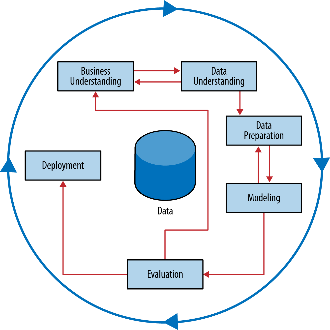 Business
Understanding
Data
Understanding
Data
Preparation
Deployment
Data
Modeling
Evaluation